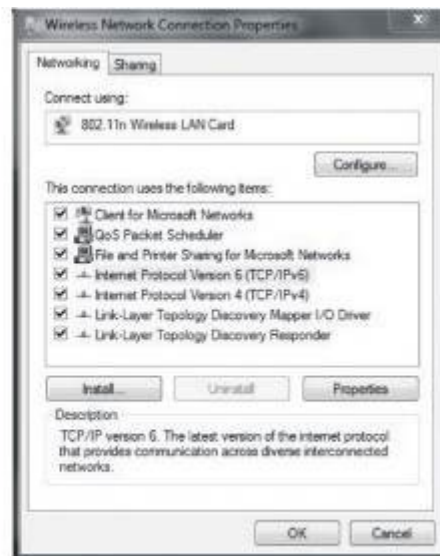 Wireless Network Connection Properties
Networking
Sharing
Connect using:
802.11n Wireless LAN Card
Configure...
This connection uses the following items:
Client for Microsoft Networks
QoS Packet Scheduler
File and Printer Sharing for Microsoft Networks
Internet Protocol Version 6 (TCP/IPv6)
Internet Protocol Version 4 (TCP/IPv4)
Link-Layer Topology Discovery Mapper I/O Driver
Link-Layer Topology Discovery Responder
Install...
Uninstall
Properties
Description
TCP/IP version 6. The latest version of the internet protocol
that provides communication across diverse interconnected
networks.
OK
Cancel